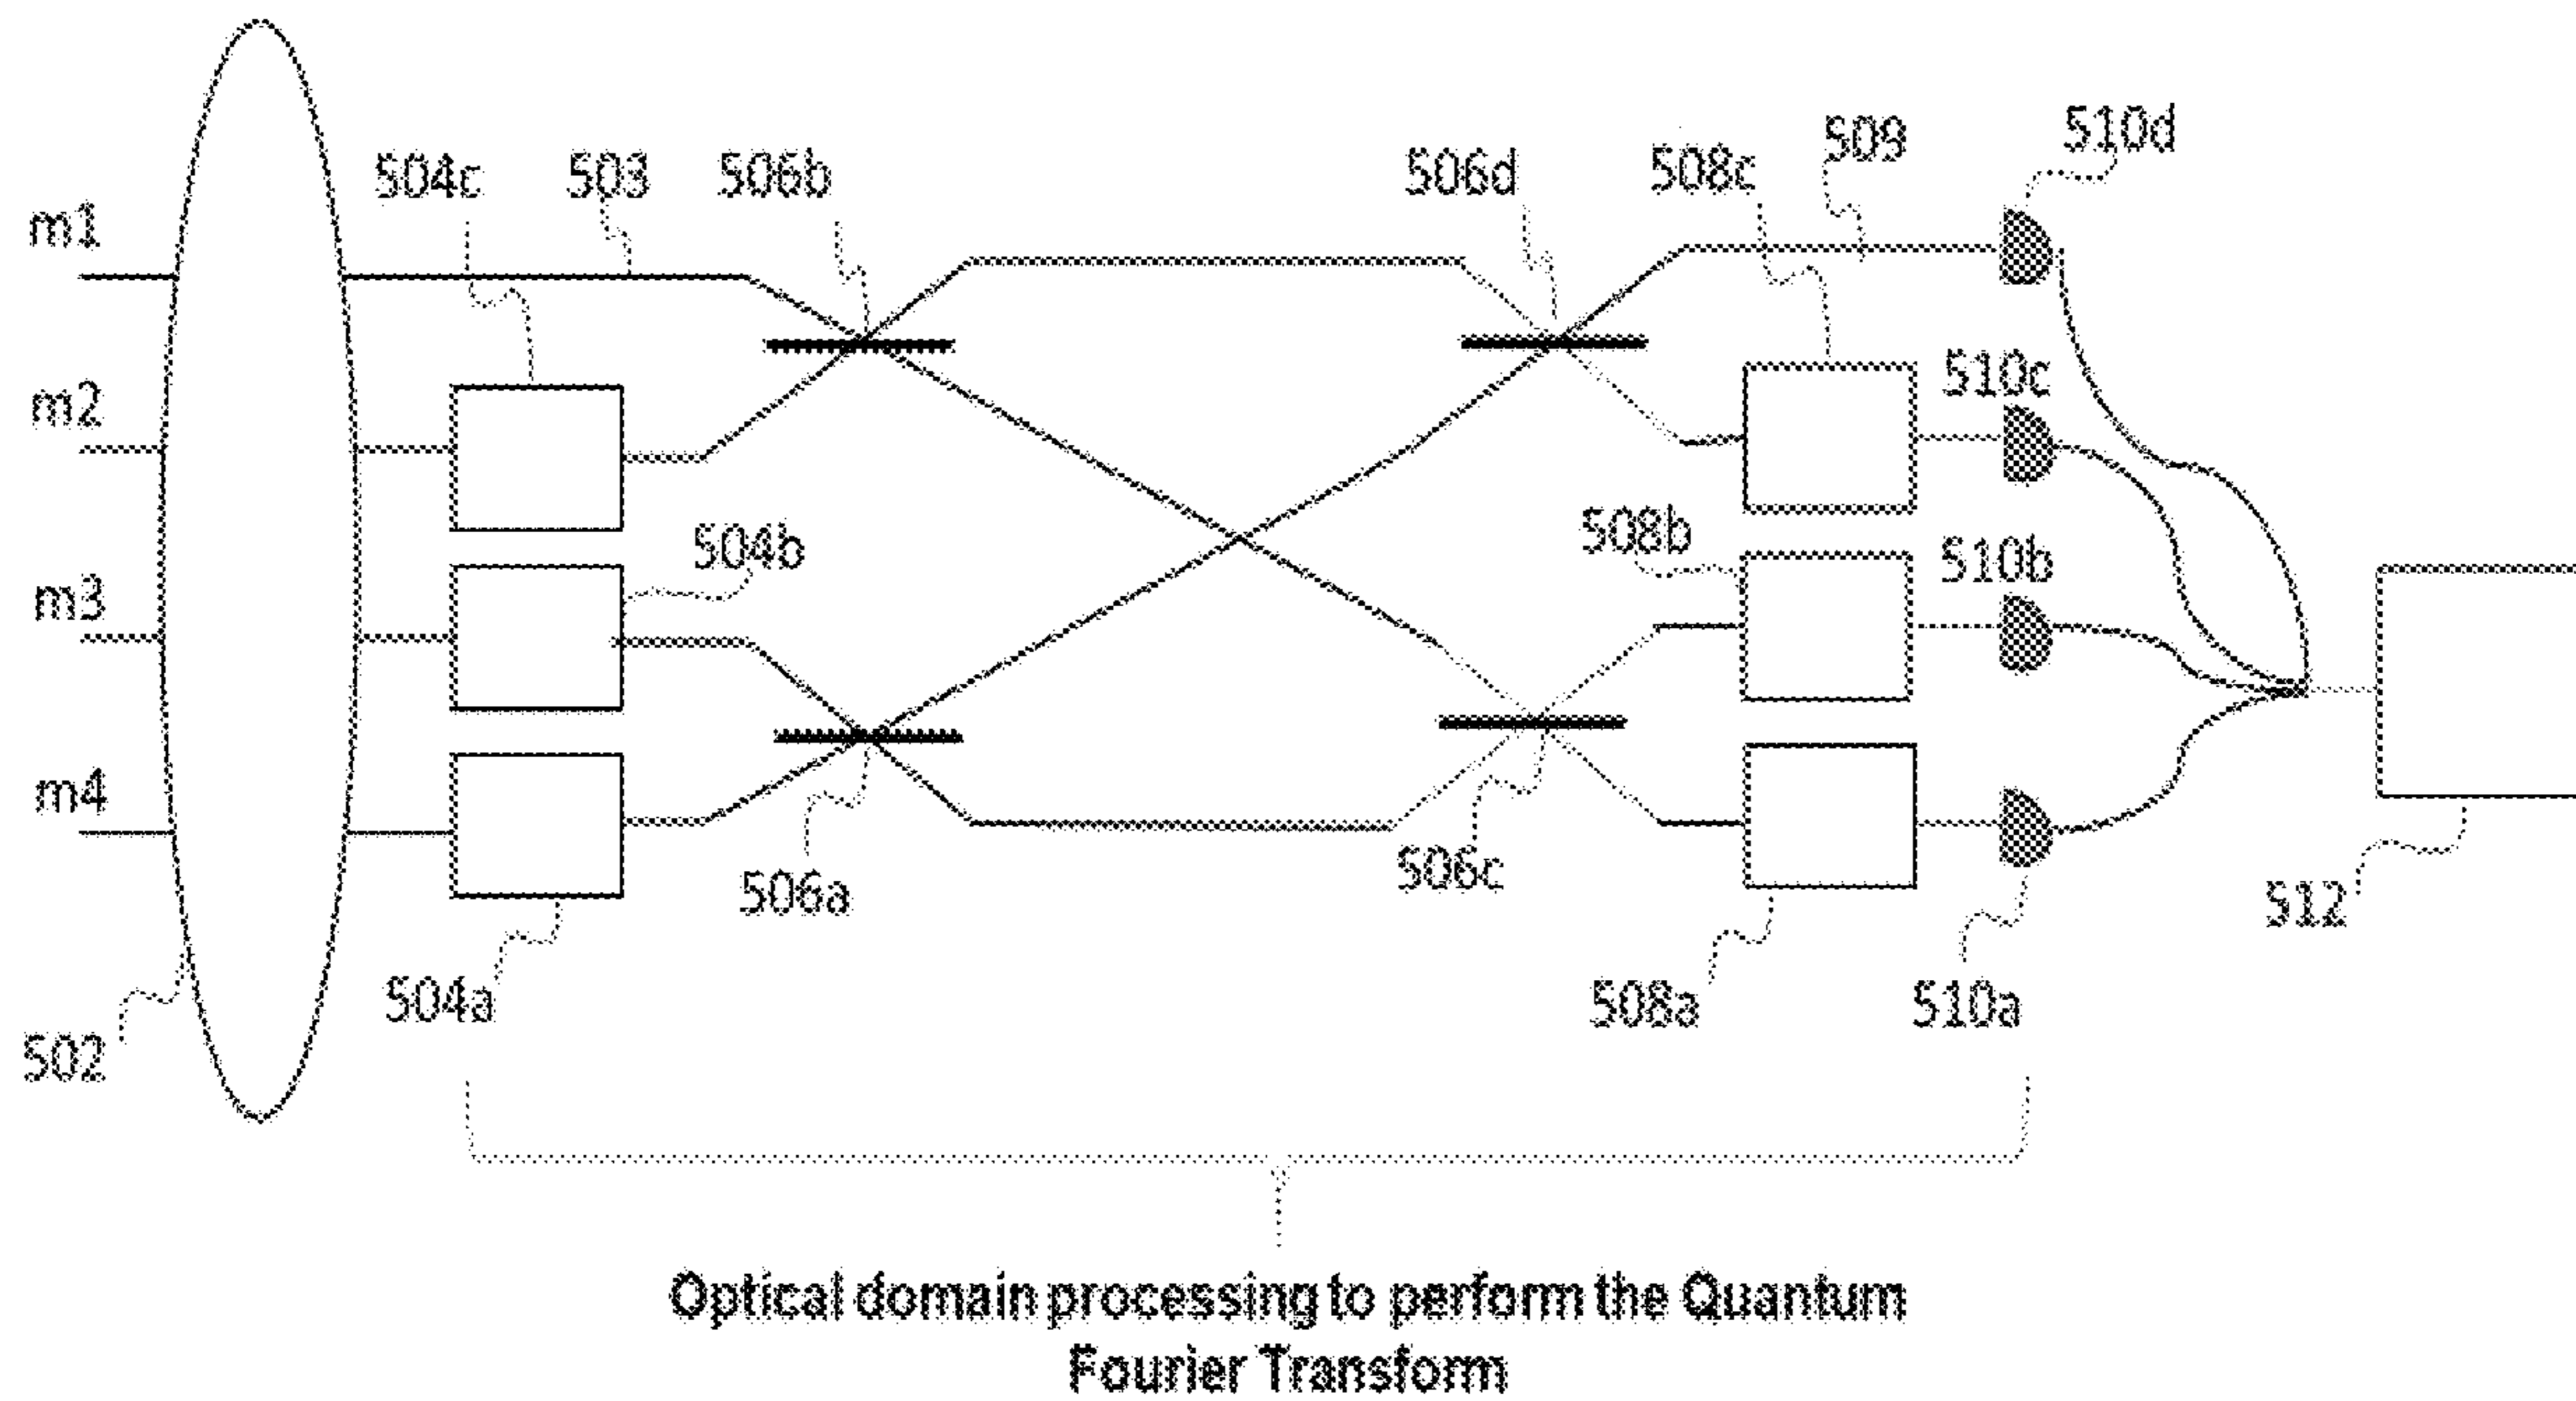 510d
509
504c 503 506b 506d 508c
m1
510c
m2
508b
504b 510b
m3
m4
506c
506a 512
504a 508a 510a
502
Optical domain processing to perform the Quantum
Fourier Transform